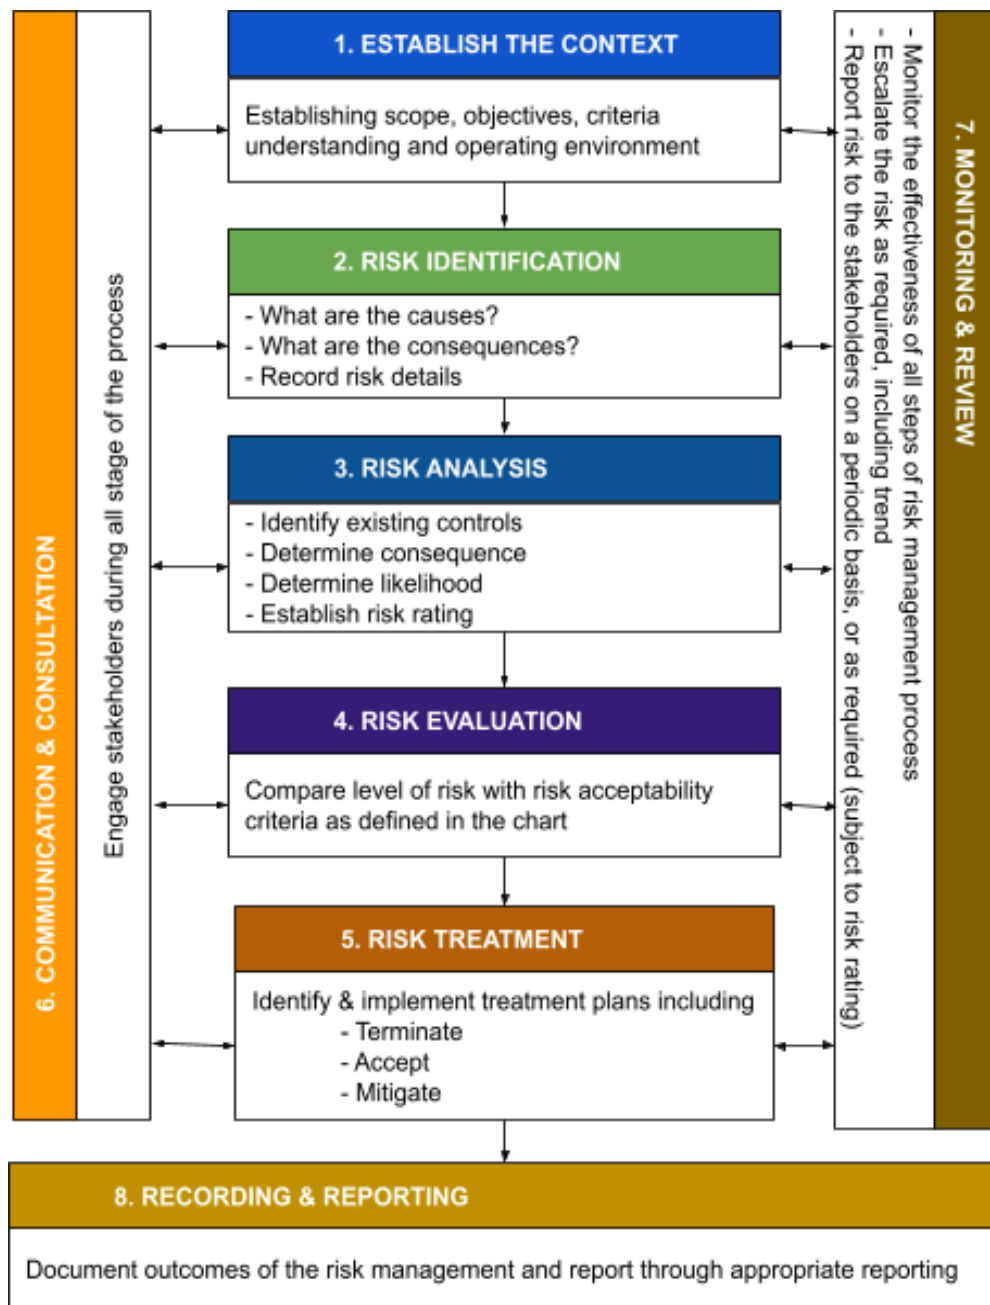 1. ESTABLISH THE CONTEXT
Establishing scope, objectives, criteria
understanding and operating environment
2. RISK IDENTIFICATION
- What are the causes?
- What are the consequences?
- Record risk details
3. RISK ANALYSIS
- Identify existing controls
- Determine consequence
- Determine likelihood
- Establish risk rating
4. RISK EVALUATION
Compare level of risk with risk acceptability
criteria as defined in the chart
5. RISK TREATMENT
Identify & implement treatment plans including
- Terminate
- Accept
- Mitigate
6. COMMUNICATION & CONSULTATION
Engage stakeholders during all stage of the process
7. MONITORING & REVIEW
- Monitor the effectiveness of all steps of risk management process
- Escalate the risk as required, including trend
- Report risk to the stakeholders on a periodic basis, or as required (subject to risk rating)
8. RECORDING & REPORTING
Document outcomes of the risk management and report through appropriate reporting